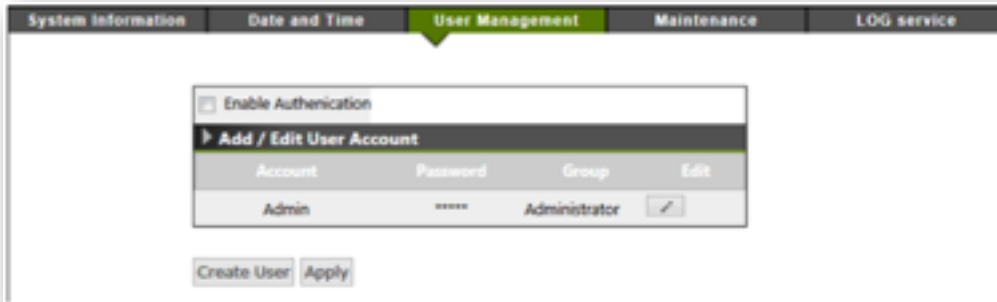 System Information Date and Time User Management Maintenance LOG service
Enable Authenication
Add / Edit User Account
Account Password Group Edit
Admin ***** Administrator
Create User Apply